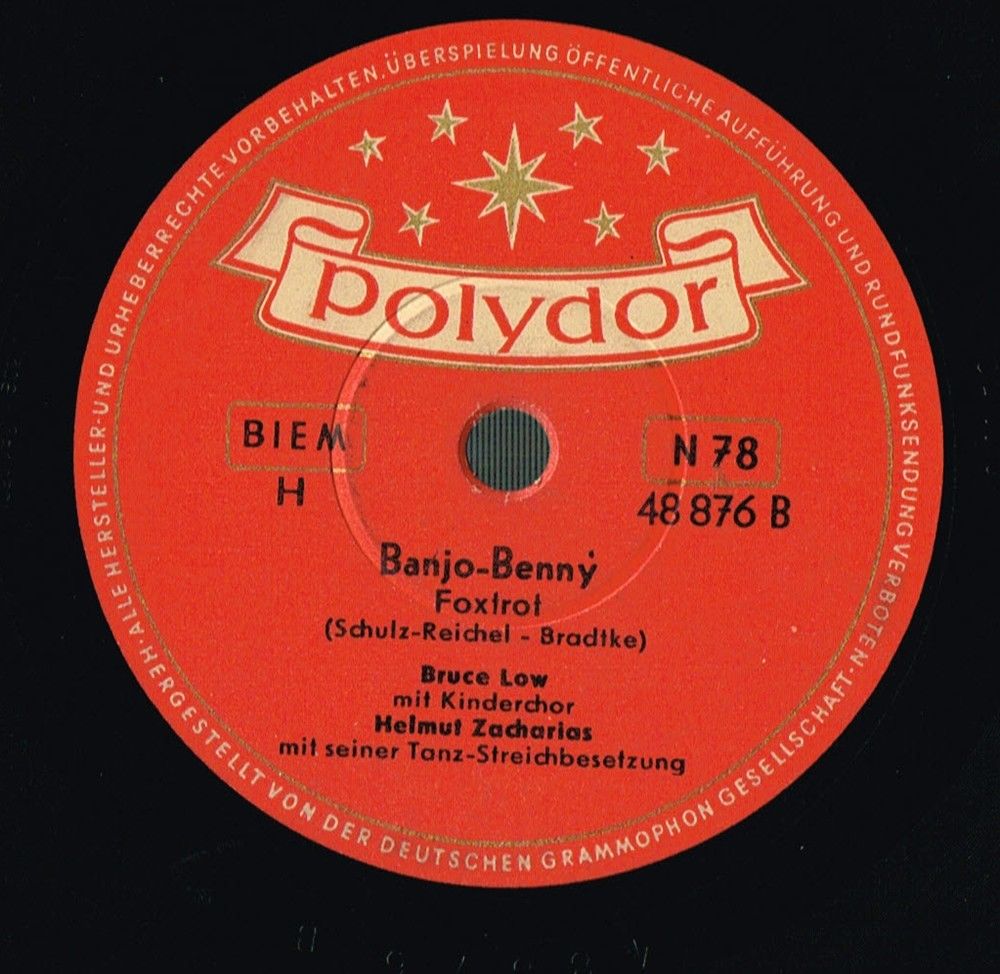 ALLE HERSTELLER- UND URHEBERRECHTE VORBEHALTEN. ÜBERSPIELUNG ÖFFENTLICHE AUFFÜHRUNG UND RUNDFUNKSENDUNG VERBOTEN
polydor
BIEM
H
N 78
48 876 B
Banjo-Benny
Foxtrot
(Schulz-Reichel - Bradtke)
Bruce Low
mit Kinderchor
Helmut Zacharias
mit seiner Tanz-Streichbesetzung
HERGESTELLT VON DER DEUTSCHEN GRAMMOPHON GESELLSCHAFT · N